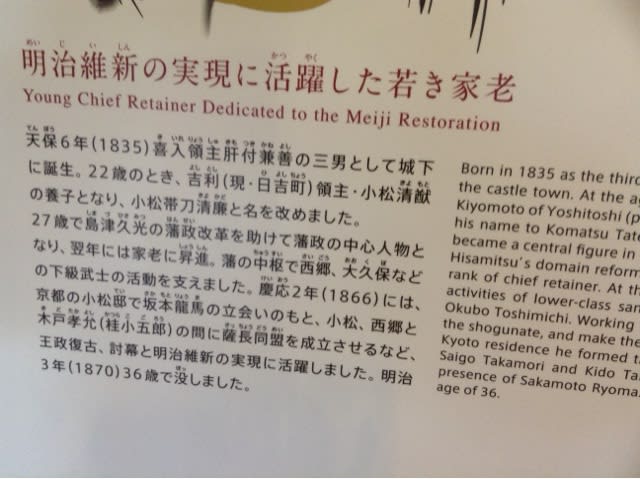 明治維新の実現に活躍した若き家老
Young Chief Retainer Dedicated to the Meiji Restoration
天保6年(1835)喜入領主肝付兼善の三男として城下
に誕生。22歳のとき、吉利(現・日吉町)領主・小松清猷
の養子となり、小松帯刀清廉と名を改めました。
27歳で島津久光の藩政改革を助けて藩政の中心人物と
なり、翌年には家老に昇進。藩の中枢で西郷、大久保など
の下級武士の活動を支えました。慶応2年(1866)には、
京都の小松邸で坂本龍馬の立会いのもと、小松、西郷と
木戸孝允(桂小五郎)の間に薩長同盟を成立させるなど、
王政復古、討幕と明治維新の実現に活躍しました。明治
3年(1870)36歳で没しました。
Born in 1835 as the third
the castle town. At the ag
Kiyomoto of Yoshitoshi (p
his name to Komatsu Tate
became a central figure in
Hisamitsu's domain reform
rank of chief retainer. At th
activities of lower-class sam
Okubo Toshimichi. Working
the shogunate, and make the
Kyoto residence he formed t
Saigo Takamori and Kido Ta
presence of Sakamoto Ryoma.
age of 36.